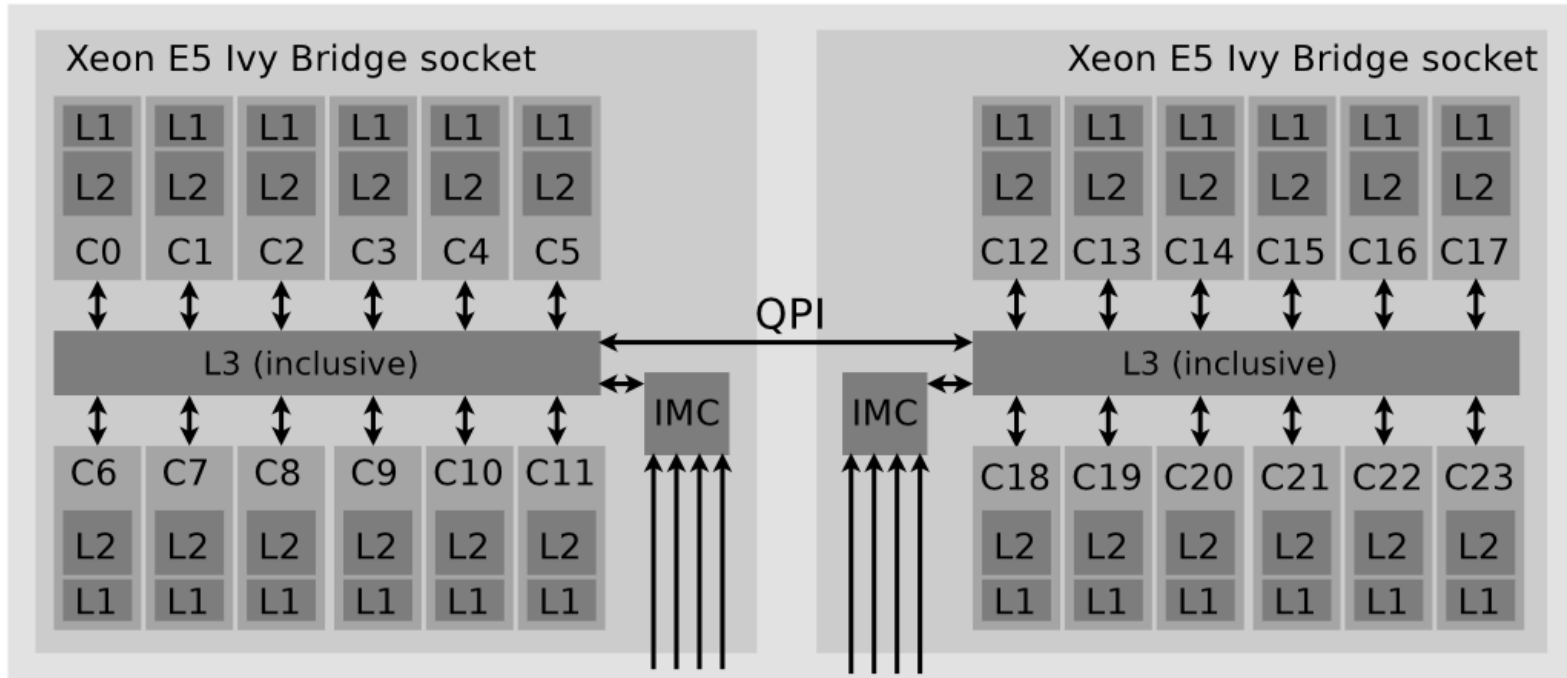 Xeon E5 Ivy Bridge socket
L1 L1 L1 L1 L1 L1
L2 L2 L2 L2 L2 L2
C0 C1 C2 C3 C4 C5
L3 (inclusive)
IMC
C6 C7 C8 C9 C10 C11
L2 L2 L2 L2 L2 L2
L1 L1 L1 L1 L1 L1
QPI
Xeon E5 Ivy Bridge socket
L1 L1 L1 L1 L1 L1
L2 L2 L2 L2 L2 L2
C12 C13 C14 C15 C16 C17
L3 (inclusive)
IMC
C18 C19 C20 C21 C22 C23
L2 L2 L2 L2 L2 L2
L1 L1 L1 L1 L1 L1